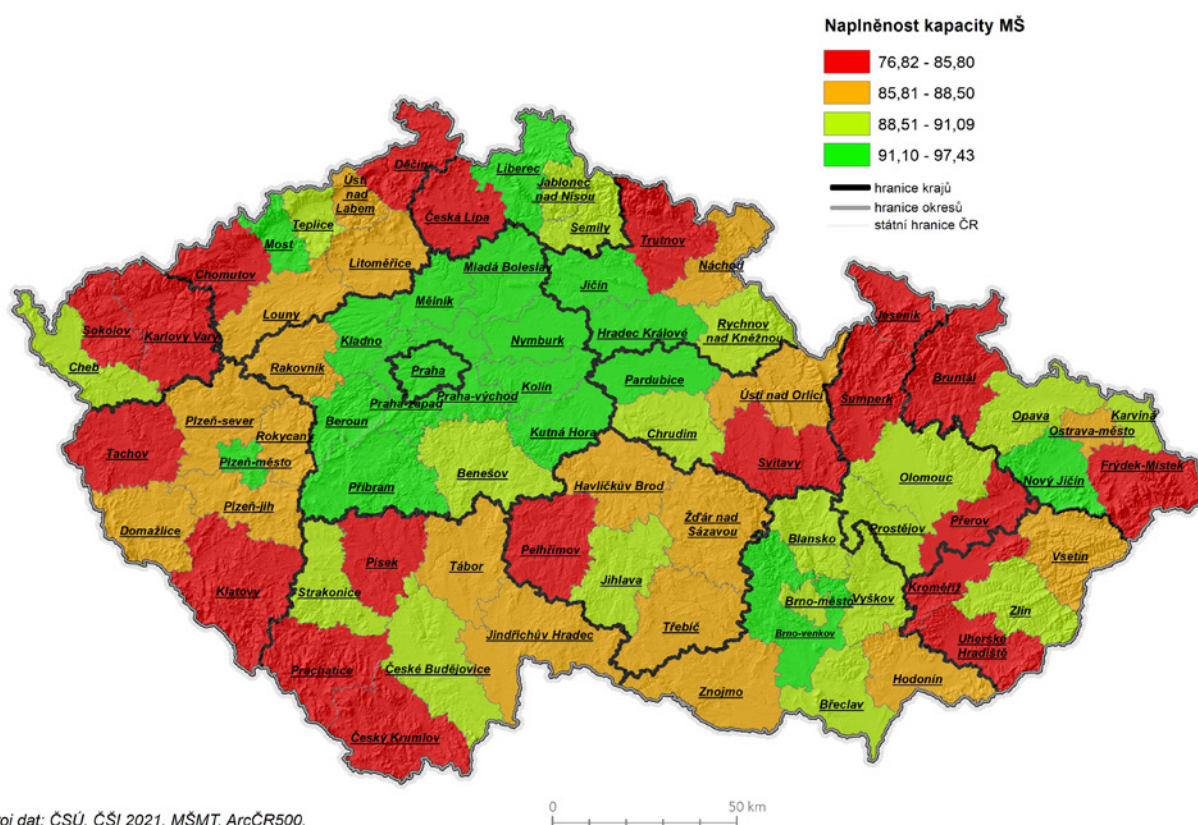 Naplněnost kapacity MŠ
76,82 - 85,80
85,81 - 88,50
88,51 - 91,09
91,10 - 97,43
hranice krajů
hranice okresů
státní hranice ČR
Děčín
Liberec
Ústí
nad
Labem
Jablonec
nad Nisou
Teplice
Česká Lípa
Semily
Most
Trutnov
Litoměřice
Mladá Boleslav
Náchod
Chomutov
Jičín
Mělník
Louny
Jeseník
Sokolov
Karlovy Vary
Hradec Králové
Rychnov
nad Kněžnou
Kladno
Nymburk
Cheb
Rakovník
Praha
Bruntál
Pardubice
Kolín
Šumperk
Praha-západ
Praha-východ
Ústí nad Orlicí
Beroun
Opava
Karviná
Plzeň-sever
Ostrava-město
Rokycan
Kutná Hora
Chrudim
Tachov
Plzeň-město
Svitavy
Frýdek-Místek
Benešov
Olomouc
Nový Jičín
Příbram
Havlíčkův Brod
Plzeň-jih
Žďár nad
Sázavou
Přerov
Domažlice
Prostějov
Blansko
Pelhřimov
Vsetín
Písek
Tábor
Jihlava
Klatovy
Strakonice
Kroměříž
Brno-město
Vyškov
Zlín
Třebíč
Jindřichův Hradec
Brno-venkov
Uherské
Hradiště
Prachatice
České Budějovice
Hodonín
Znojmo
Břeclav
Český Krumlov
0
50 km
oj dat: ČSÚ, ČŠI 2021, MŠMT, ArcČR500.